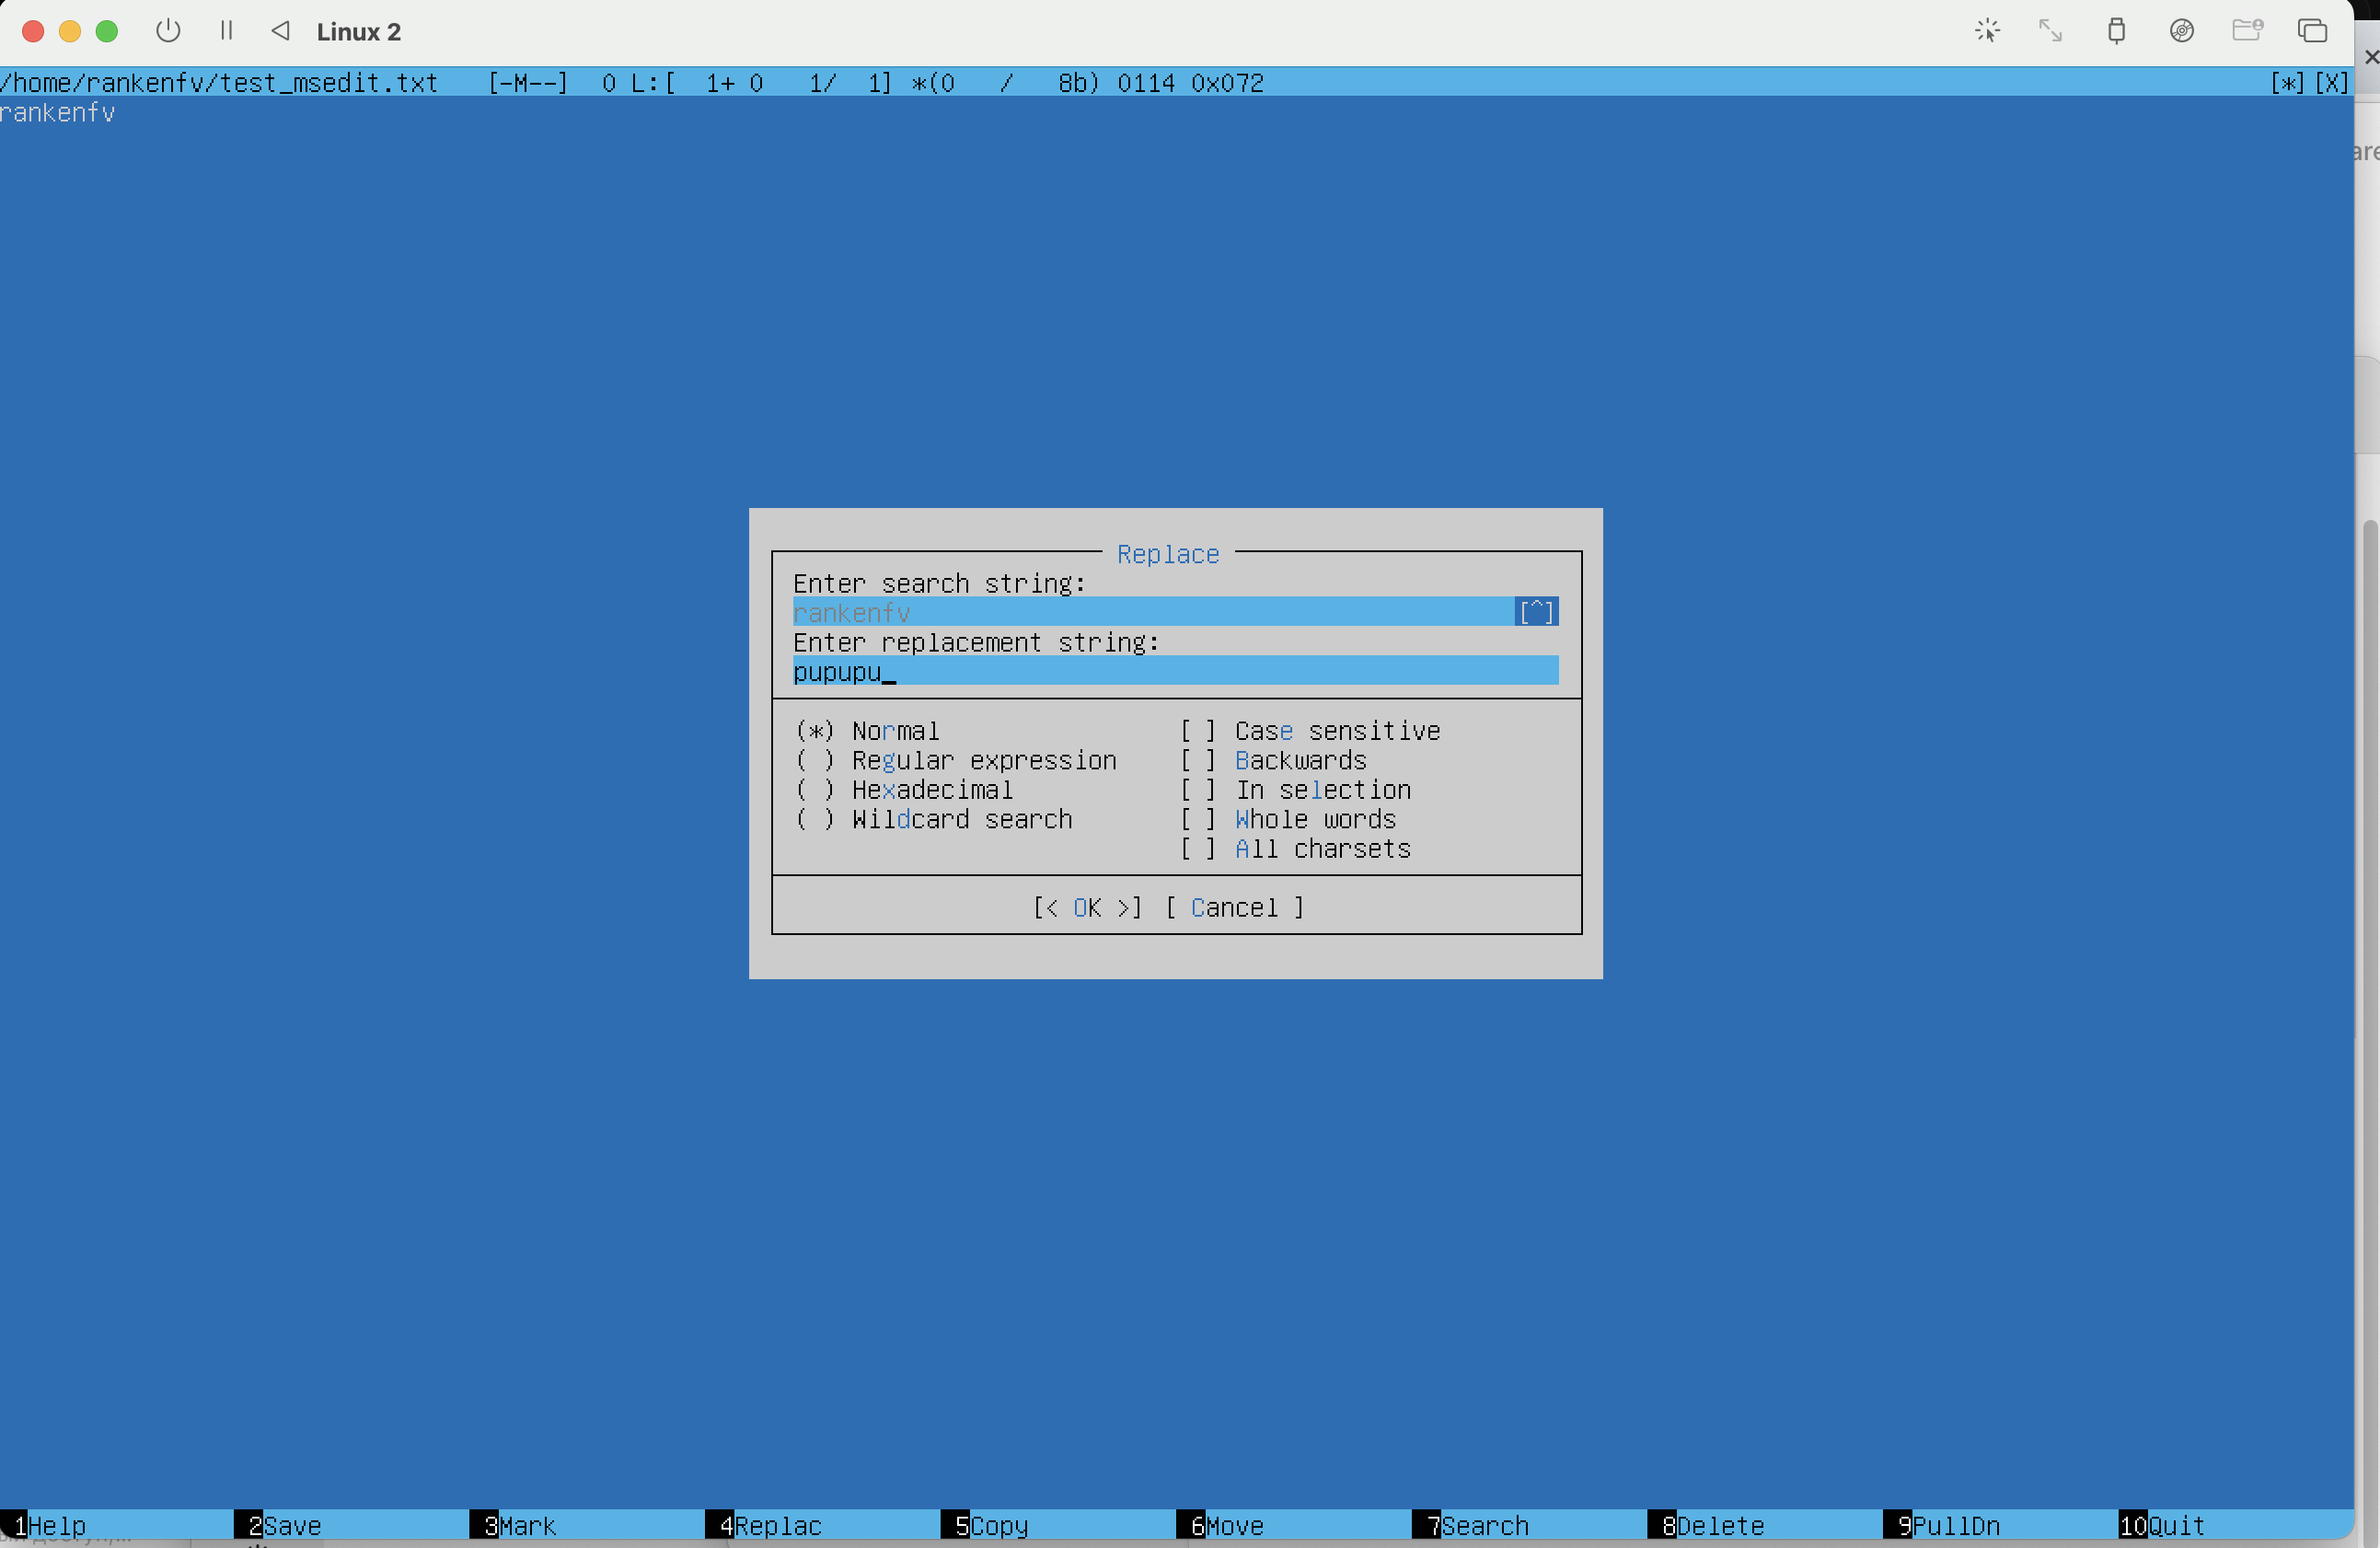 Linux 2
/home/rankenfv/test_msedit.txt [-M--] 0 L:[ 1+ 0 1/ 1] *(0 / 8b) 0114 0x072 [*][X]
rankenfv
Replace
Enter search string:
rankenfv [^]
Enter replacement string:
pupupu
(*) Normal [ ] Case sensitive
( ) Regular expression [ ] Backwards
( ) Hexadecimal [ ] In selection
( ) Wildcard search [ ] Whole words
[ ] All charsets
[< OK >] [ Cancel ]
1Help 2Save 3Mark 4Replac 5Copy 6Move 7Search 8Delete 9PullDn 10Quit